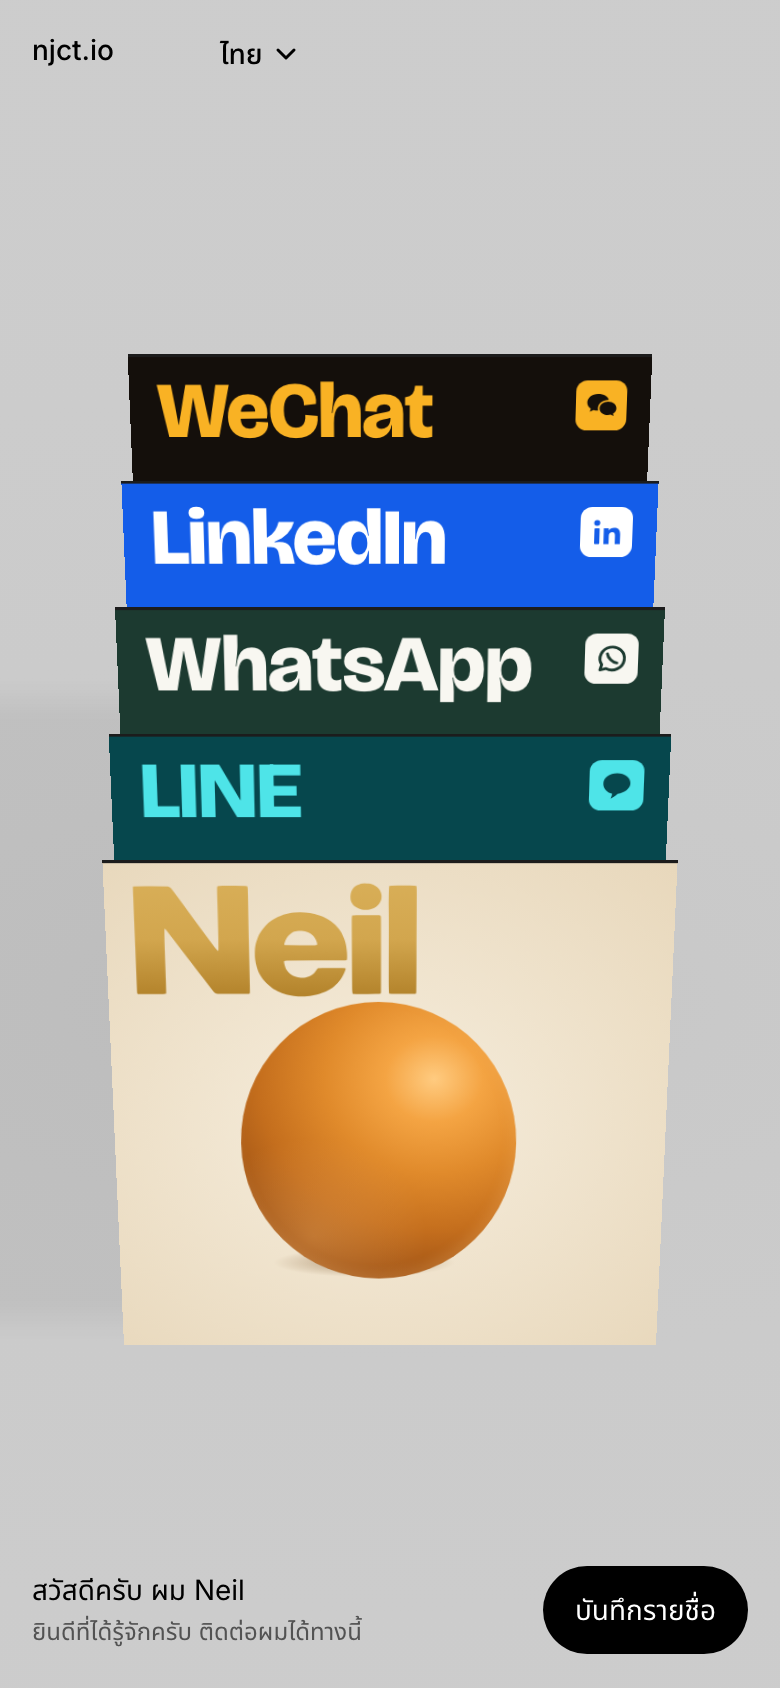 njct.io
ไทย
WeChat
LinkedIn
in
WhatsApp
LINE
Neil
สวัสดีครับ ผม Neil
ยินดีที่ได้รู้จักครับ ติดต่อผมได้ทางนี้
บันทึกรายชื่อ